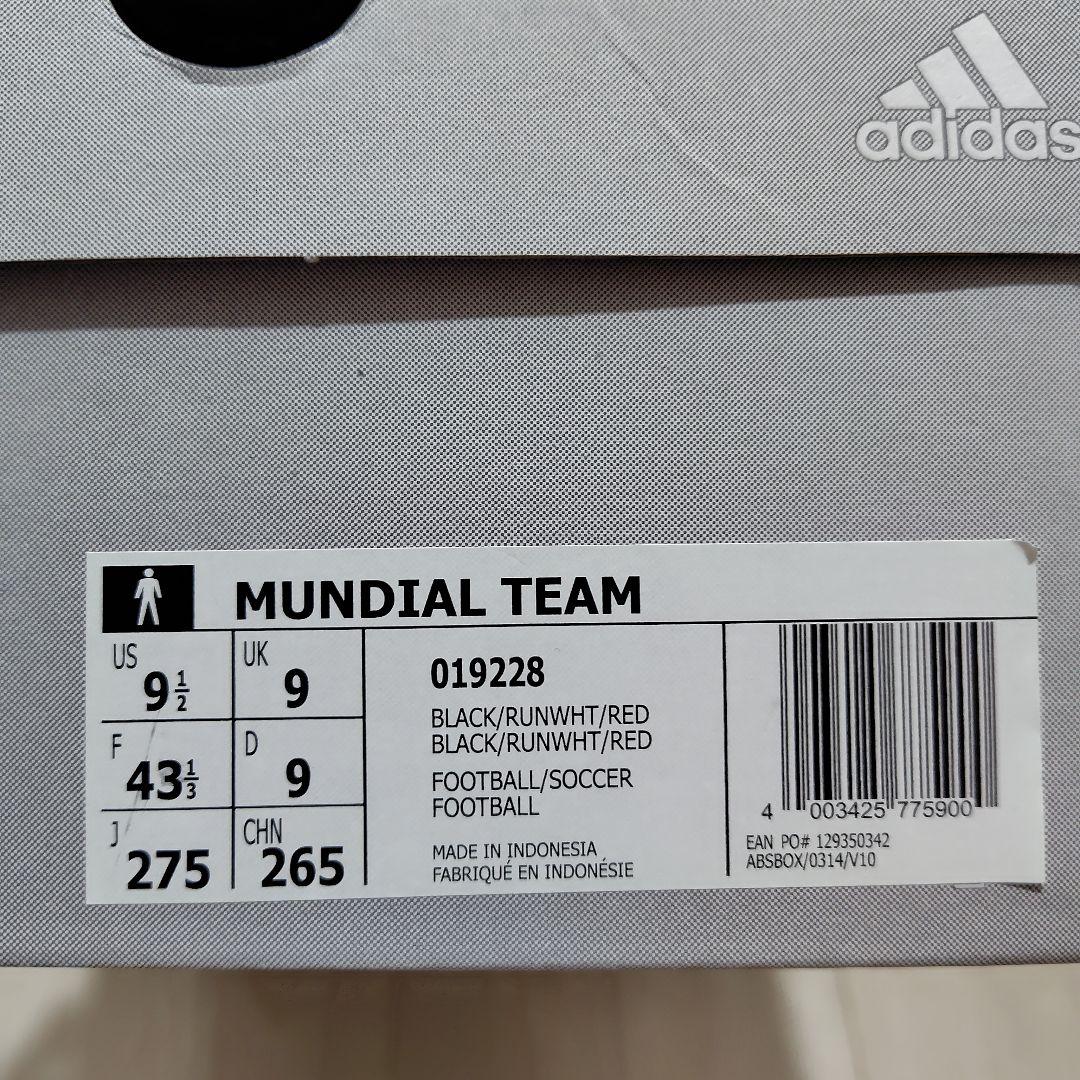 adidas
MUNDIAL TEAM
US 9 1/2
UK 9
F 43 1/3
D 9
J 275
CHN 265
019228
BLACK/RUNWHT/RED
BLACK/RUNWHT/RED
FOOTBALL/SOCCER
FOOTBALL
MADE IN INDONESIA
FABRIQUÉ EN INDONÉSIE
4 003425 775900
EAN PO# 129350342
ABSBOX/0314/V10